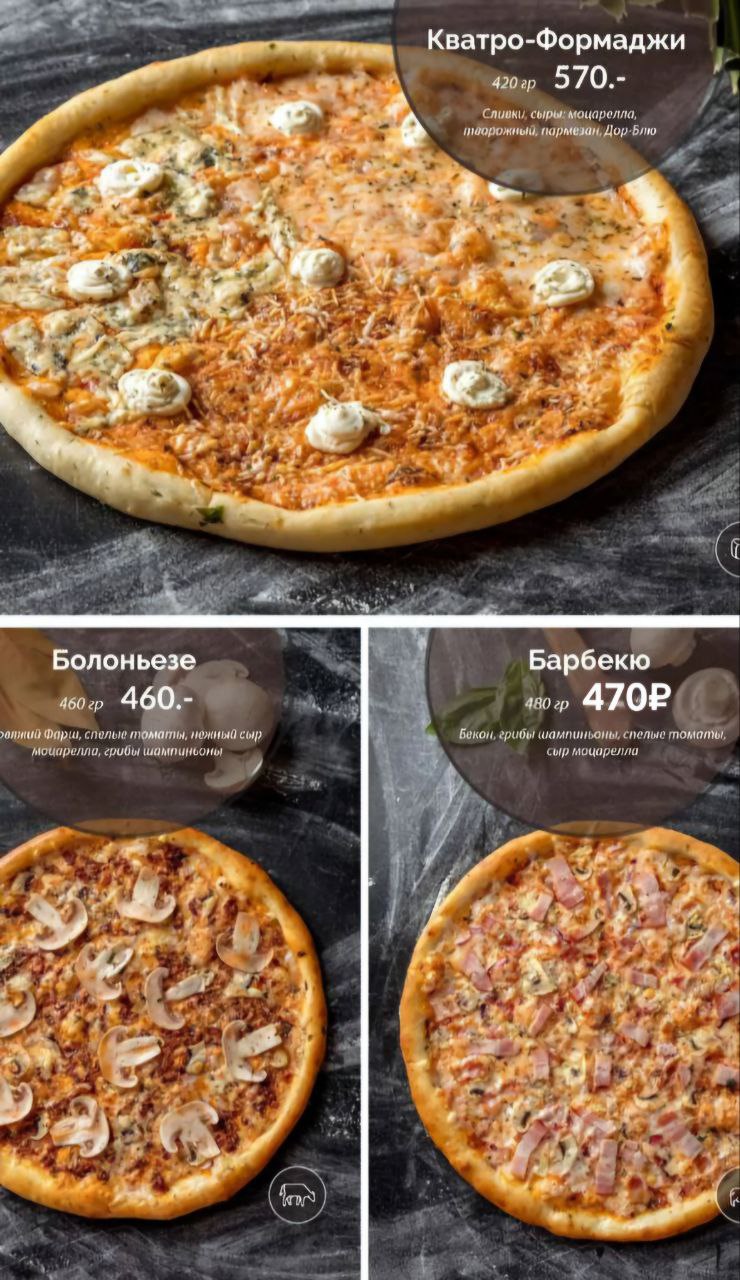 Кватро-Формаджи
420 гр 570.-
Сливки, сыры: моцарелла,
творожный, пармезан, Дор-Блю
Болоньезе
460 гр 460.-
Фарш, спелые томаты, нежный сыр
моцарелла, грибы шампиньоны
Барбекю
480 гр 470₽
Бекон, грибы шампиньоны, спелые томаты,
сыр моцарелла